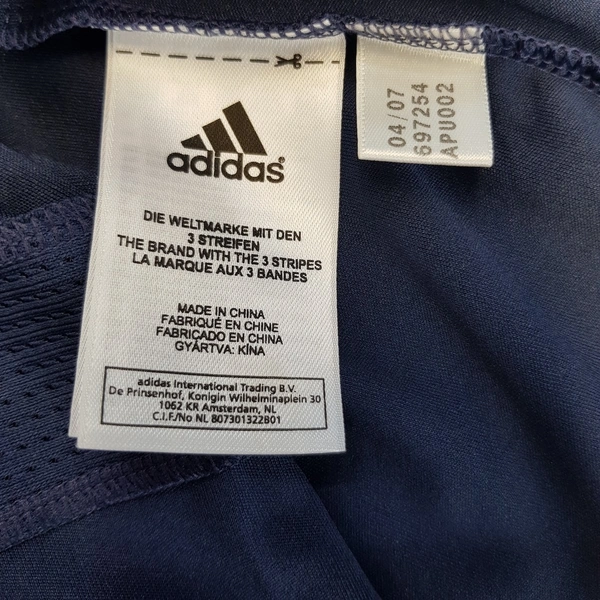 adidas
DIE WELTMARKE MIT DEN
3 STREIFEN
THE BRAND WITH THE 3 STRIPES
LA MARQUE AUX 3 BANDES
MADE IN CHINA
FABRIQUÉ EN CHINE
FABRICADO EN CHINA
GYÁRTVA: KÍNA
adidas International Trading B.V.
De Prinsenhof, Konigin Wilhelminaplein 30
1062 KR Amsterdam, NL
C.I.F./No NL 807301322B01
04/07
697254
APU002